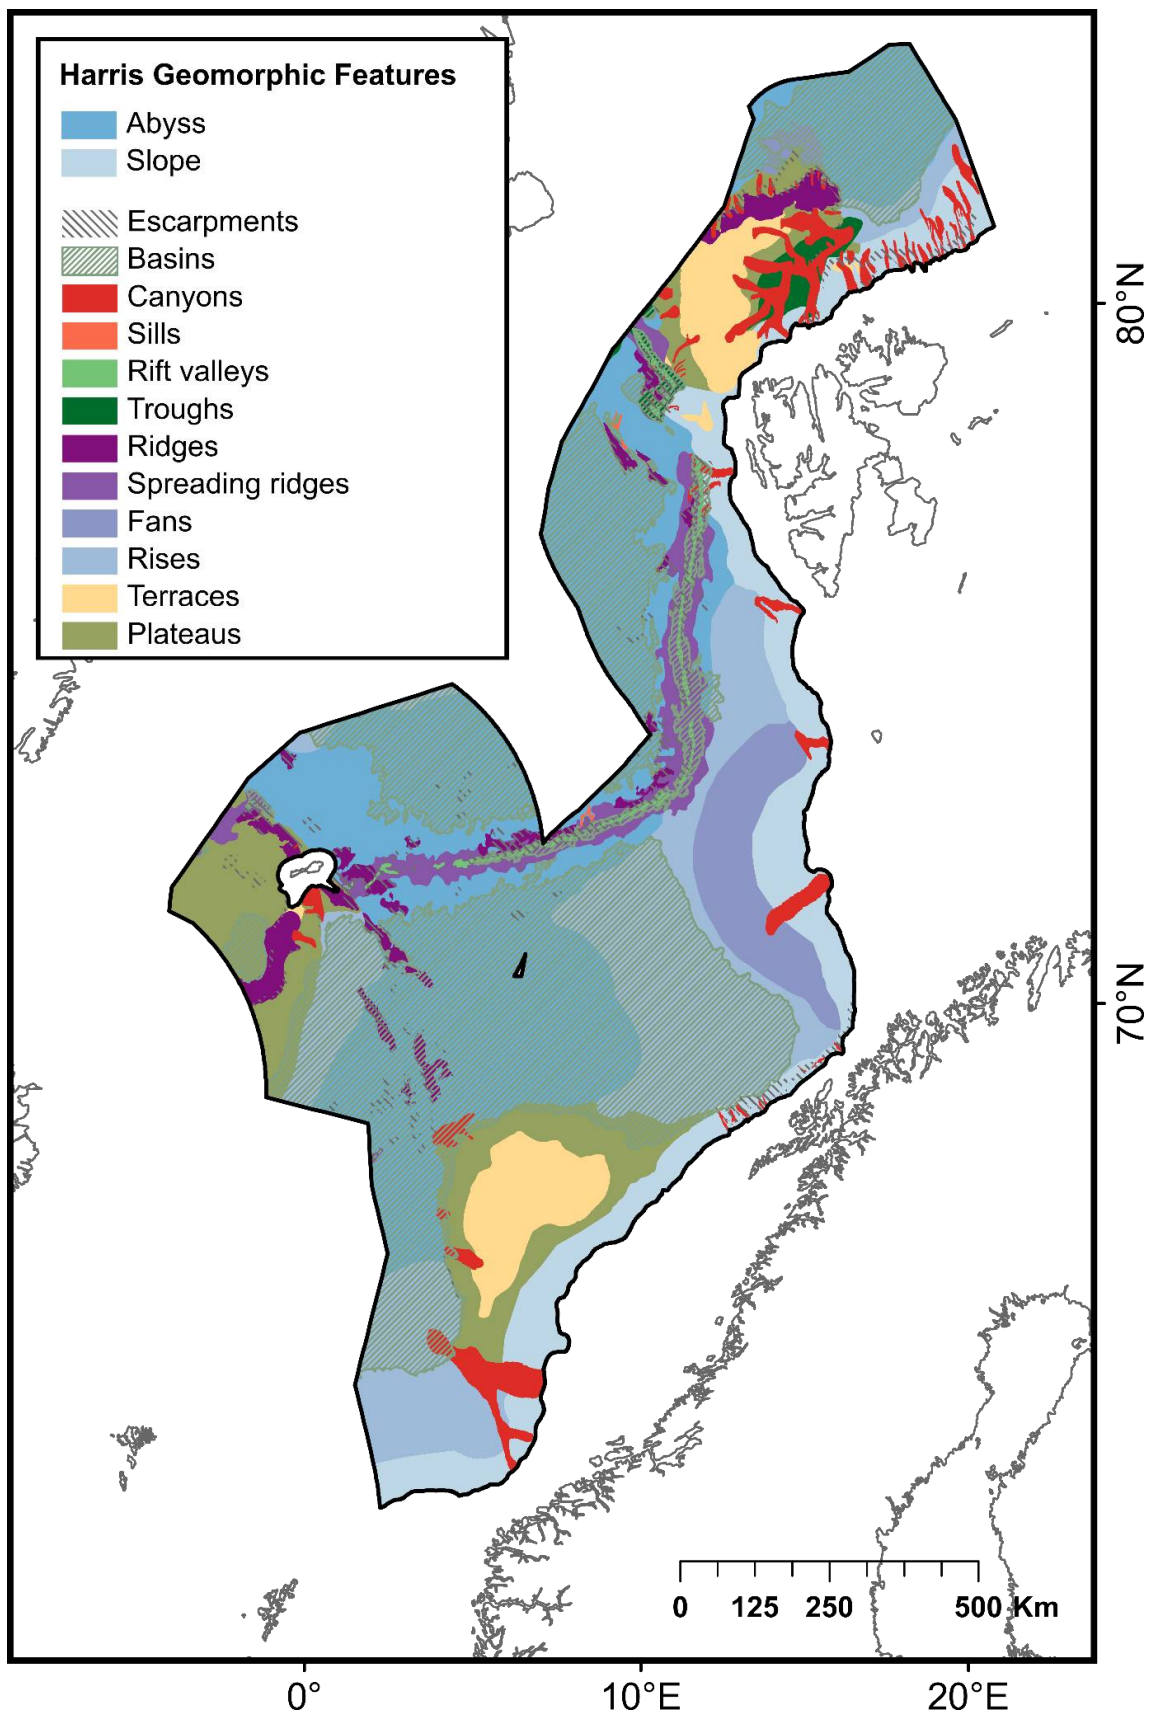 Harris Geomorphic Features
Abyss
Slope
Escarpments
Basins
Canyons
Sills
Rift valleys
Troughs
Ridges
Spreading ridges
Fans
Rises
Terraces
Plateaus
80°N
70°N
0 125 250 500 Km
0° 10°E 20°E